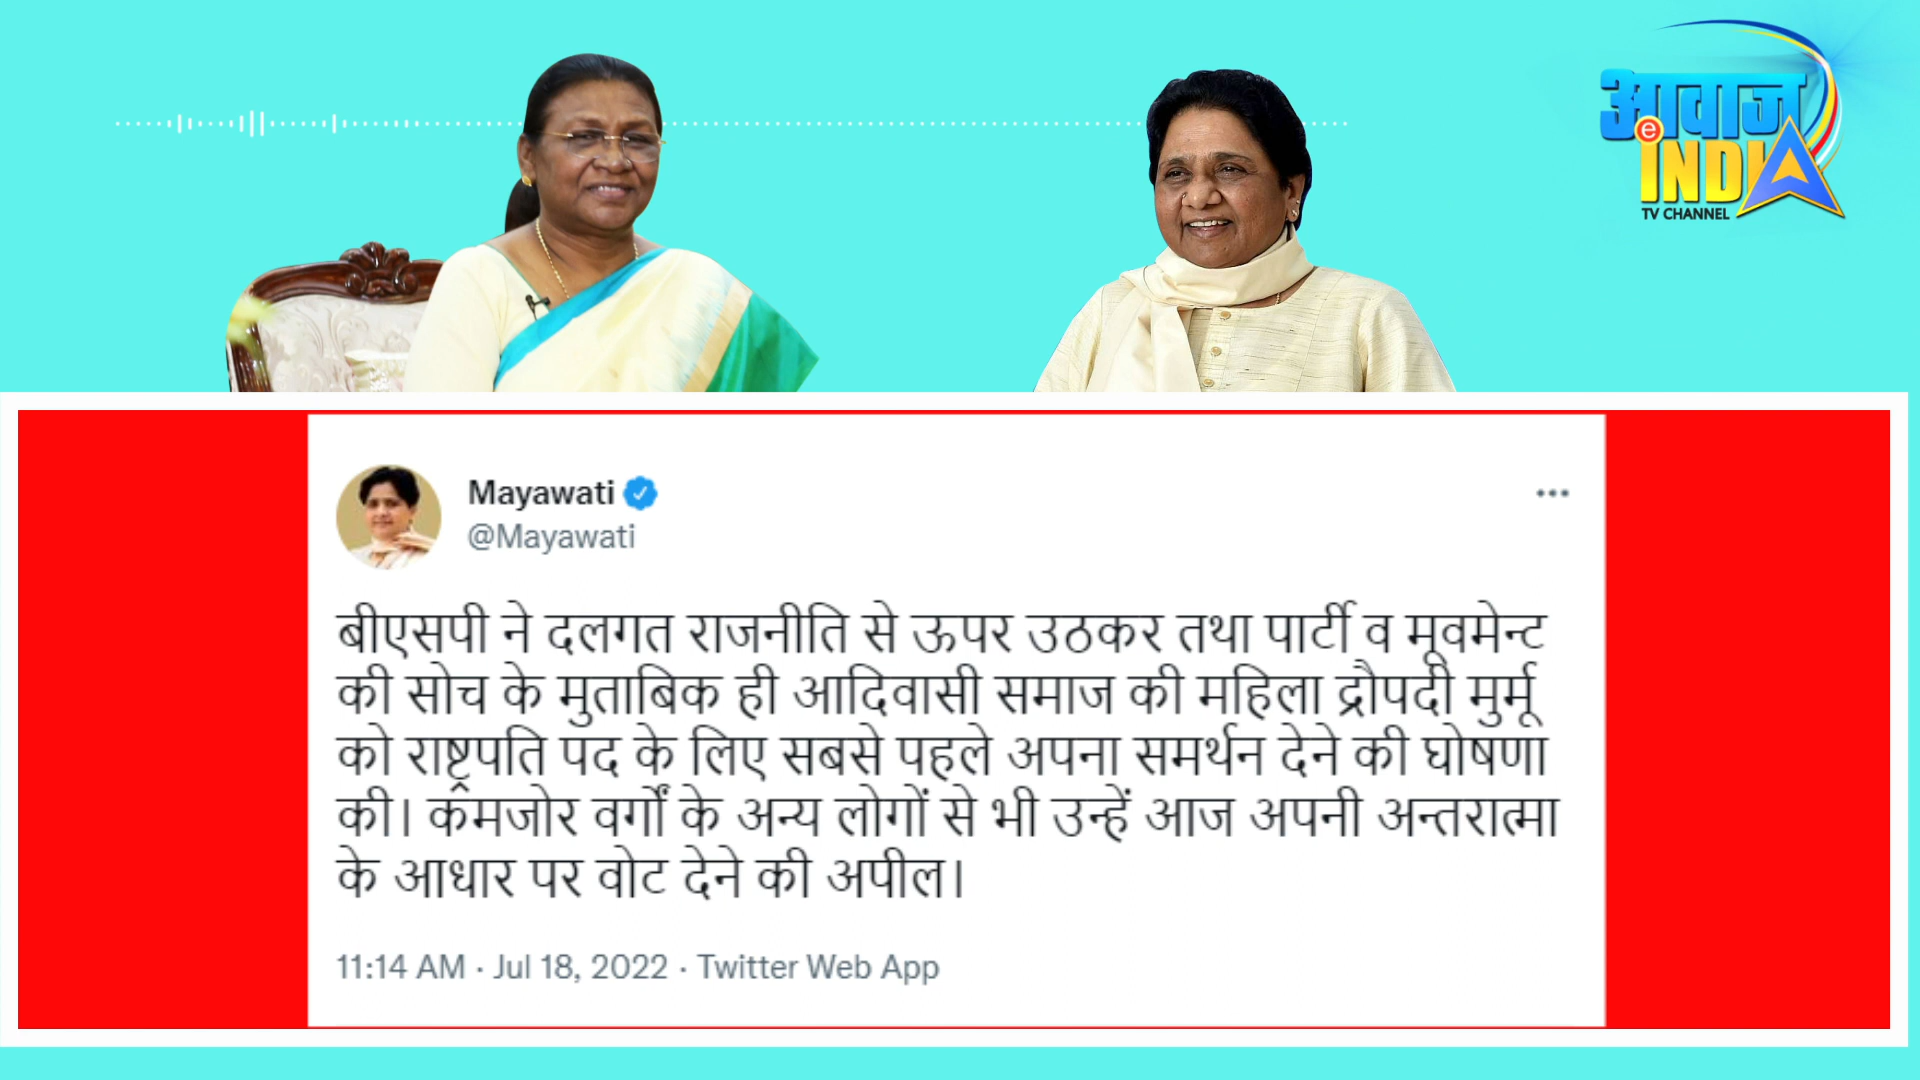 आवाज
e
INDIA
TV CHANNEL
Mayawati
@Mayawati
बीएसपी ने दलगत राजनीति से ऊपर उठकर तथा पार्टी व मूवमेन्ट
की सोच के मुताबिक ही आदिवासी समाज की महिला द्रौपदी मुर्मू
को राष्ट्रपति पद के लिए सबसे पहले अपना समर्थन देने की घोषणा
की। कमजोर वर्गों के अन्य लोगों से भी उन्हें आज अपनी अन्तरात्मा
के आधार पर वोट देने की अपील।
11:14 AM · Jul 18, 2022 · Twitter Web App